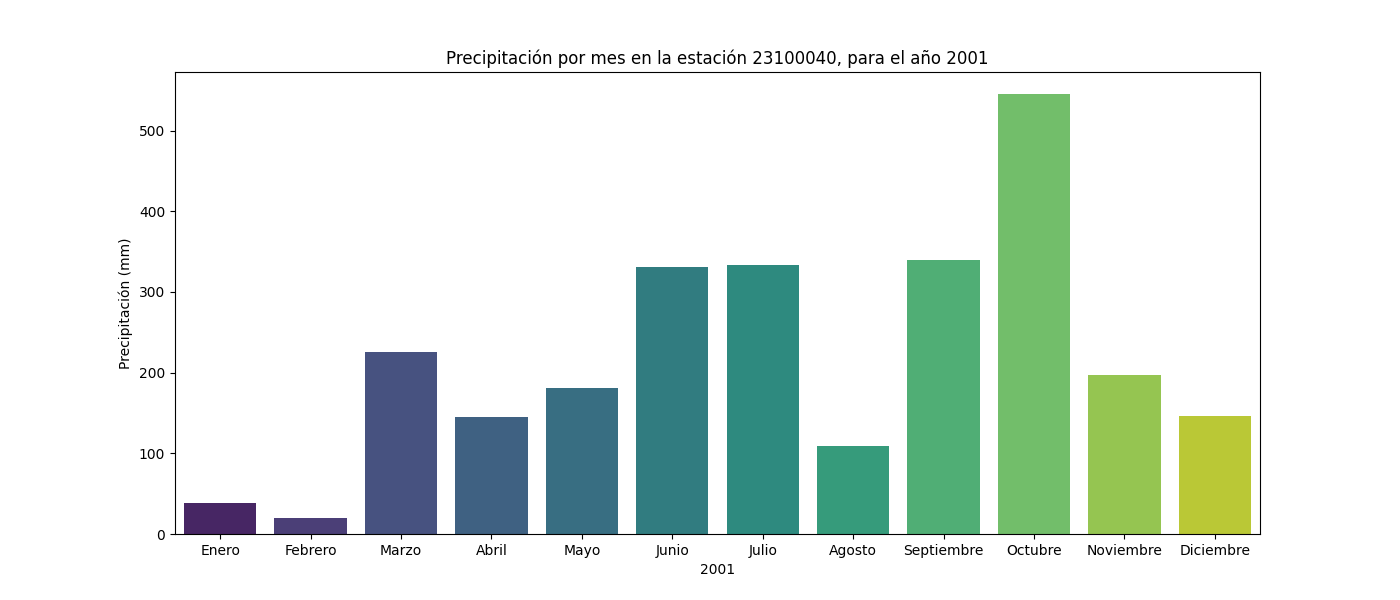 Precipitación por mes en la estación 23100040, para el año 2001
Precipitación (mm)
500
400
300
200
100
0
Enero Febrero Marzo Abril Mayo Junio Julio Agosto Septiembre Octubre Noviembre Diciembre
2001